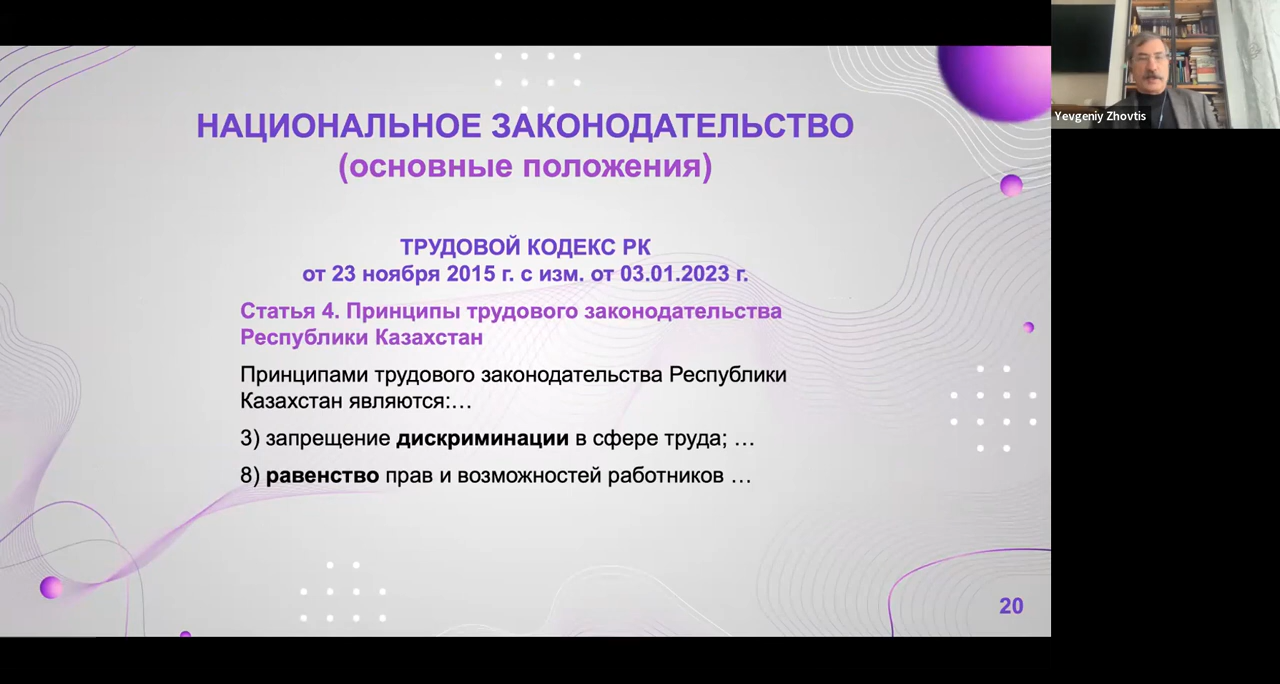 НАЦИОНАЛЬНОЕ ЗАКОНОДАТЕЛЬСТВО
(основные положения)
ТРУДОВОЙ КОДЕКС РК
от 23 ноября 2015 г. с изм. от 03.01.2023 г.
Статья 4. Принципы трудового законодательства
Республики Казахстан
Принципами трудового законодательства Республики
Казахстан являются:…
3) запрещение дискриминации в сфере труда; …
8) равенство прав и возможностей работников …
20
Yevgeniy Zhovtis